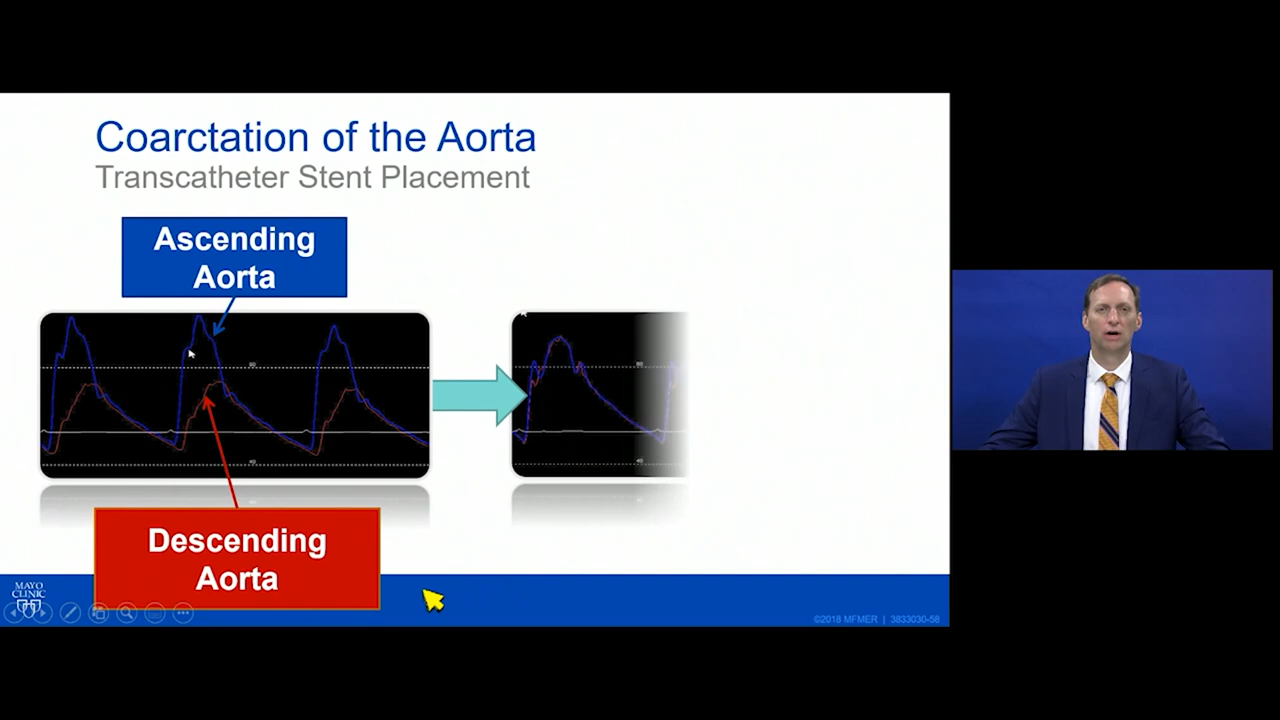 Coarctation of the Aorta
Transcatheter Stent Placement
Ascending
Aorta
Descending
Aorta
MAYO
CLINIC
©2018 MFMER | 3833030-58